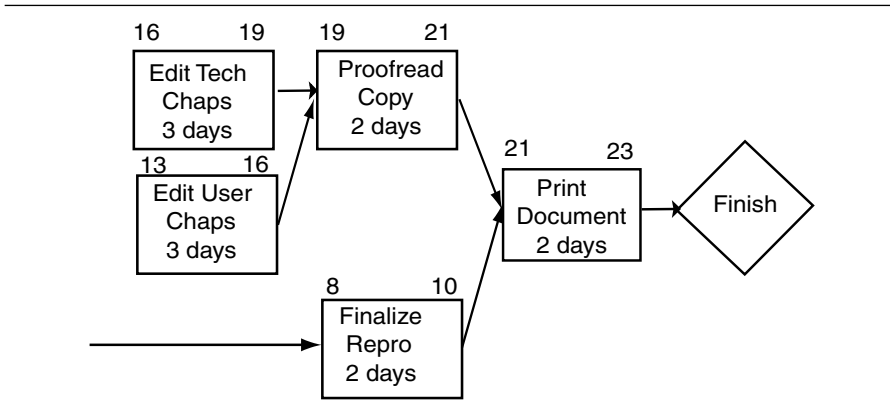 16 19
Edit Tech
Chaps
3 days
19 21
Proofread
Copy
2 days
13 16
Edit User
Chaps
3 days
21 23
Print
Document
2 days
Finish
8 10
Finalize
Repro
2 days